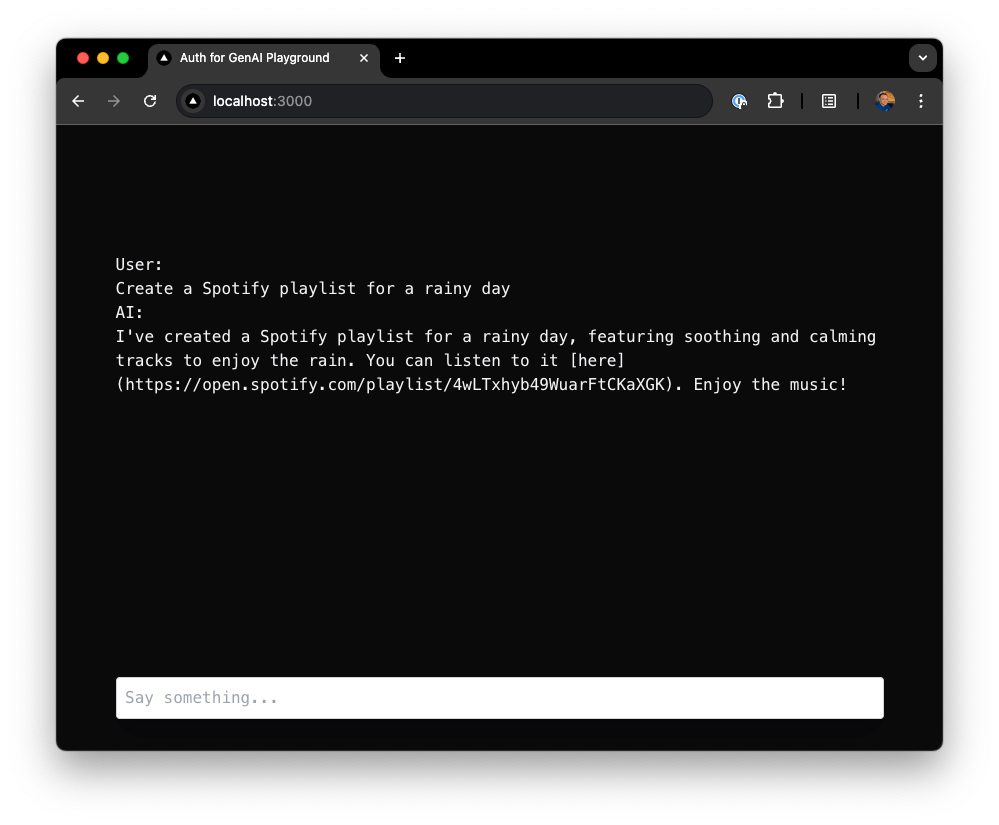 Auth for GenAI Playground
localhost:3000
User:
Create a Spotify playlist for a rainy day
AI:
I've created a Spotify playlist for a rainy day, featuring soothing and calming
tracks to enjoy the rain. You can listen to it [here]
(https://open.spotify.com/playlist/4wLTxhyb49WuarFtCKaXGK). Enjoy the music!
Say something...